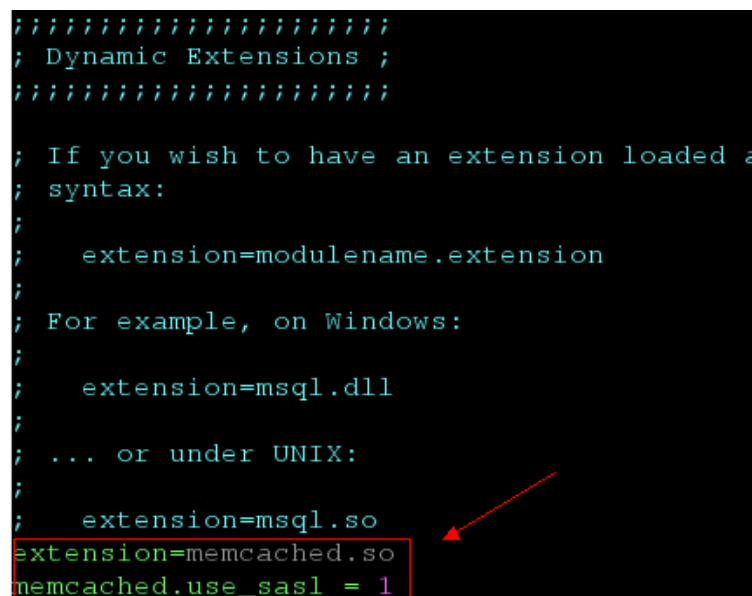 ;;;;;;;;;;;;;;;;;;;;;;;
; Dynamic Extensions ;
;;;;;;;;;;;;;;;;;;;;;;;
; If you wish to have an extension loaded a
; syntax:
;
;   extension=modulename.extension
;
; For example, on Windows:
;
;   extension=msql.dll
;
; ... or under UNIX:
;
;   extension=msql.so
extension=memcached.so
memcached.use_sasl = 1